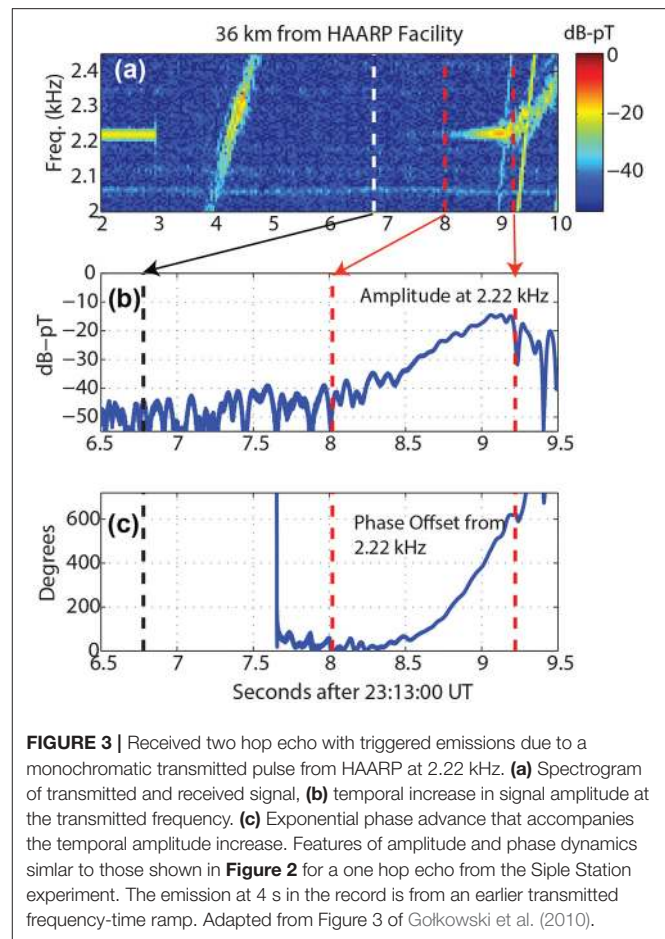 36 km from HAARP Facility
dB-pT
(a)
Freq. (kHz)
2.4
2.3
2.2
2.1
2
2 3 4 5 6 7 8 9 10
0
−20
−40
(b)
Amplitude at 2.22 kHz
dB–pT
0
−10
−20
−30
−40
−50
6.5 7 7.5 8 8.5 9 9.5
(c)
Phase Offset from
2.22 kHz
Degrees
600
400
200
0
6.5 7 7.5 8 8.5 9 9.5
Seconds after 23:13:00 UT
FIGURE 3 | Received two hop echo with triggered emissions due to a
monochromatic transmitted pulse from HAARP at 2.22 kHz. (a) Spectrogram
of transmitted and received signal, (b) temporal increase in signal amplitude at
the transmitted frequency. (c) Exponential phase advance that accompanies
the temporal amplitude increase. Features of amplitude and phase dynamics
simlar to those shown in Figure 2 for a one hop echo from the Siple Station
experiment. The emission at 4 s in the record is from an earlier transmitted
frequency-time ramp. Adapted from Figure 3 of Gołkowski et al. (2010).